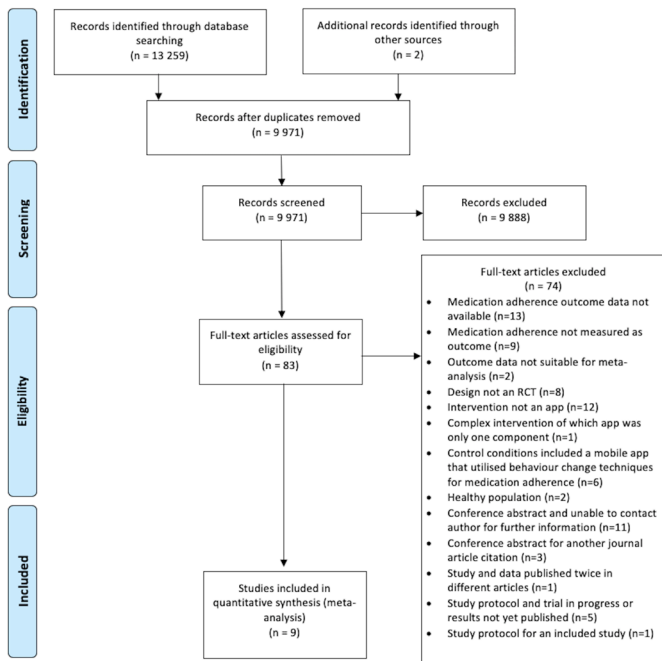 Identification
Records identified through database
searching
(n = 13 259)
Additional records identified through
other sources
(n = 2)
Records after duplicates removed
(n = 9 971)
Screening
Records screened
(n = 9 971)
Records excluded
(n = 9 888)
Eligibility
Full-text articles assessed for
eligibility
(n = 83)
Full-text articles excluded
(n = 74)
• Medication adherence outcome data not
available (n=13)
• Medication adherence not measured as
outcome (n=9)
• Outcome data not suitable for meta-
analysis (n=2)
• Design not an RCT (n=8)
• Intervention not an app (n=12)
• Complex intervention of which app was
only one component (n=1)
• Control conditions included a mobile app
that utilised behaviour change techniques
for medication adherence (n=6)
• Healthy population (n=2)
• Conference abstract and unable to contact
author for further information (n=11)
• Conference abstract for another journal
article citation (n=3)
• Study and data published twice in
different articles (n=1)
• Study protocol and trial in progress or
results not yet published (n=5)
• Study protocol for an included study (n=1)
Included
Studies included in
quantitative synthesis (meta-
analysis)
(n = 9)